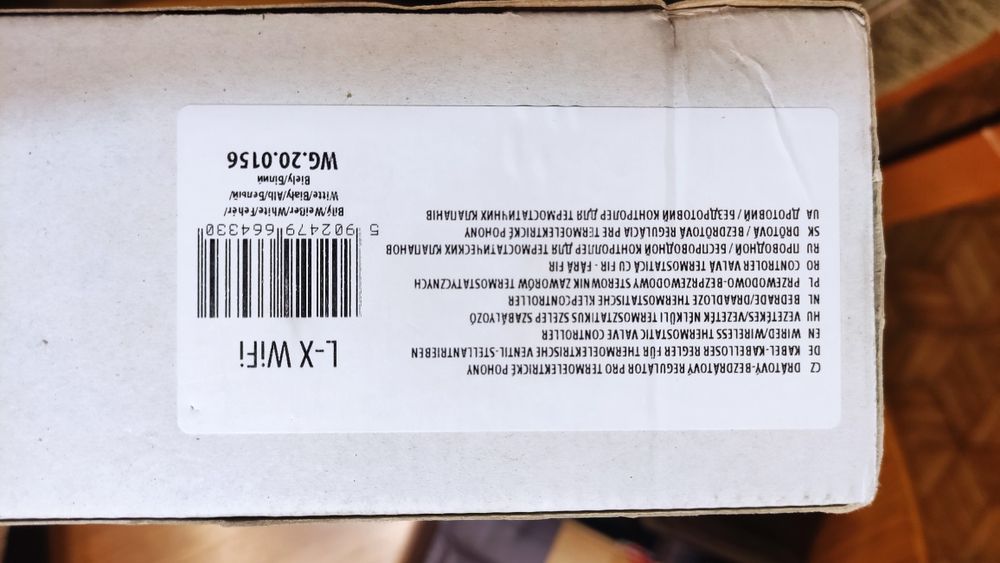 CZ DRÁTOVÝ-BEZDRÁTOVÝ REGULÁTOR PRO TERMOELEKTRICKÉ POHONY
DE KABEL-KABELLOSER REGLER FÜR THERMOELEKTRISCHE VENTIL-STELLANTRIEBEN
EN WIRED/WIRELESS THERMOSTATIC VALVE CONTROLLER
HU VEZETÉKES/VEZETÉK NÉLKÜLI TERMOSZTATIKUS SZELEP SZABÁLYOZÓ
NL BEDRADE/DRAADLOZE THERMOSTATISCHE KLEPCONTROLLER
PL PRZEWODOWO-BEZPRZEWODOWY STEROWNIK ZAWORÓW TERMOSTATYCZNYCH
RO CONTROLER VALVĂ TERMOSTATICĂ CU FIR - FĂRĂ FIR
RU ПРОВОДНОЙ/ БЕСПРОВОДНОЙ КОНТРОЛЛЕР ДЛЯ ТЕРМОСТАТИЧЕСКИХ КЛАПАНОВ
SK DRÔTOVÁ / BEZDRÔTOVÁ REGULÁCIA PRE TERMOELEKTRICKÉ POHONY
UA ДРОТОВИЙ / БЕЗДРОТОВИЙ КОНТРОЛЕР ДЛЯ ТЕРМОСТАТИЧНИХ КЛАПАНІВ
L-X WiFi
5 902479 664330
Bílý/Weißer/White/Fehér/
Witte/Biały/Alb/Белый/
Biely/Білий
WG.20.0156